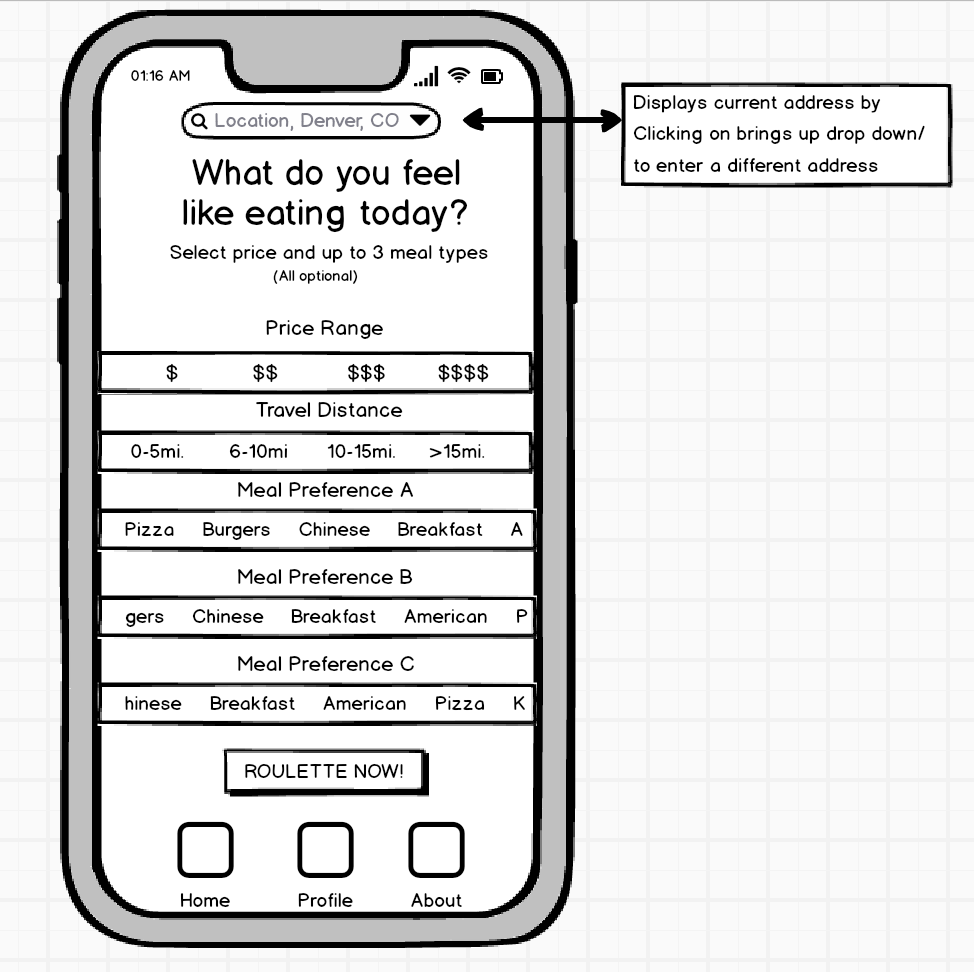 01:16 AM
Location, Denver, CO
Displays current address by
Clicking on brings up drop down/
to enter a different address
What do you feel
like eating today?
Select price and up to 3 meal types
(All optional)
Price Range
$ $$ $$$ $$$$
Travel Distance
0-5mi. 6-10mi 10-15mi. >15mi.
Meal Preference A
Pizza Burgers Chinese Breakfast A
Meal Preference B
gers Chinese Breakfast American P
Meal Preference C
hinese Breakfast American Pizza K
ROULETTE NOW!
Home Profile About